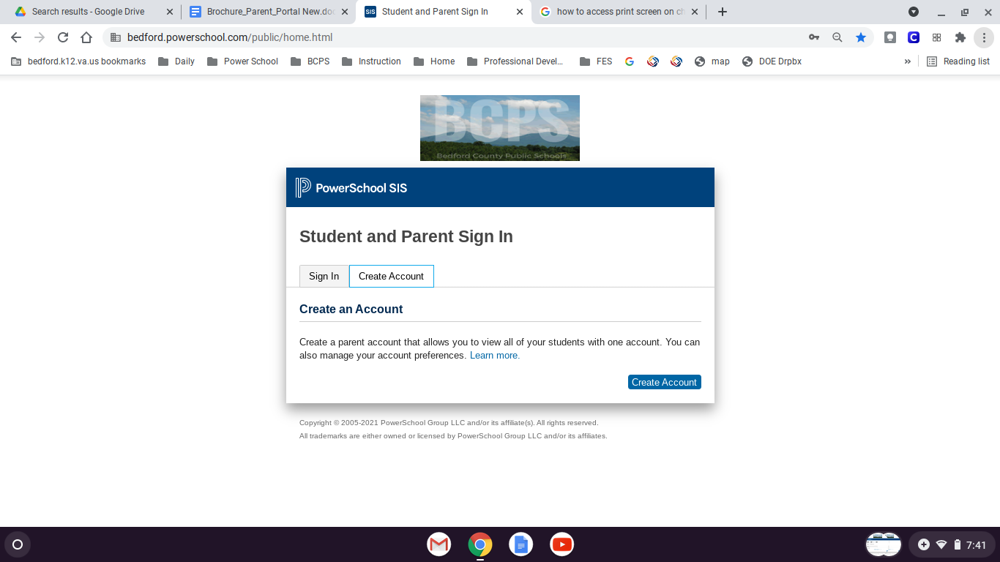 Search results - Google Drive
Brochure_Parent_Portal New.doc
SIS Student and Parent Sign In
how to access print screen on ch
bedford.powerschool.com/public/home.html
bedford.k12.va.us bookmarks Daily Power School BCPS Instruction Home Professional Devel... FES map DOE Drpbx » Reading list
BCPS
Bedford County Public Schools
PowerSchool SIS
Student and Parent Sign In
Sign In Create Account
Create an Account
Create a parent account that allows you to view all of your students with one account. You can
also manage your account preferences. Learn more.
Create Account
Copyright © 2005-2021 PowerSchool Group LLC and/or its affiliate(s). All rights reserved.
All trademarks are either owned or licensed by PowerSchool Group LLC and/or its affiliates.
7:41